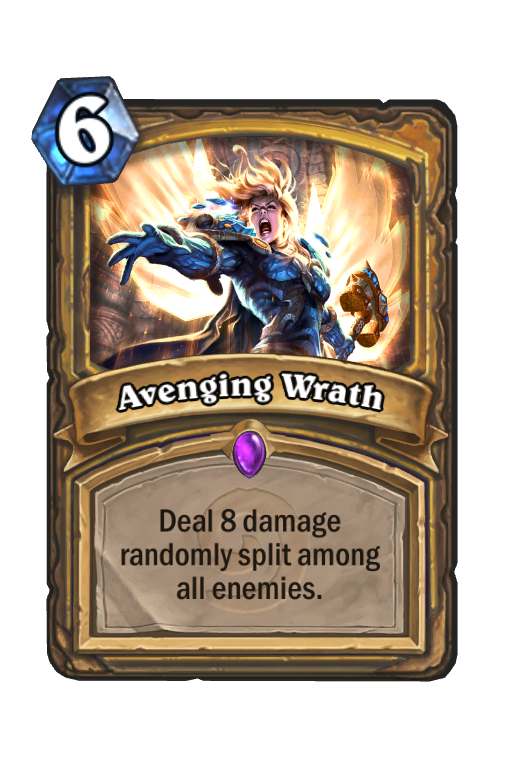 6
Avenging Wrath
Deal 8 damage
randomly split among
all enemies.